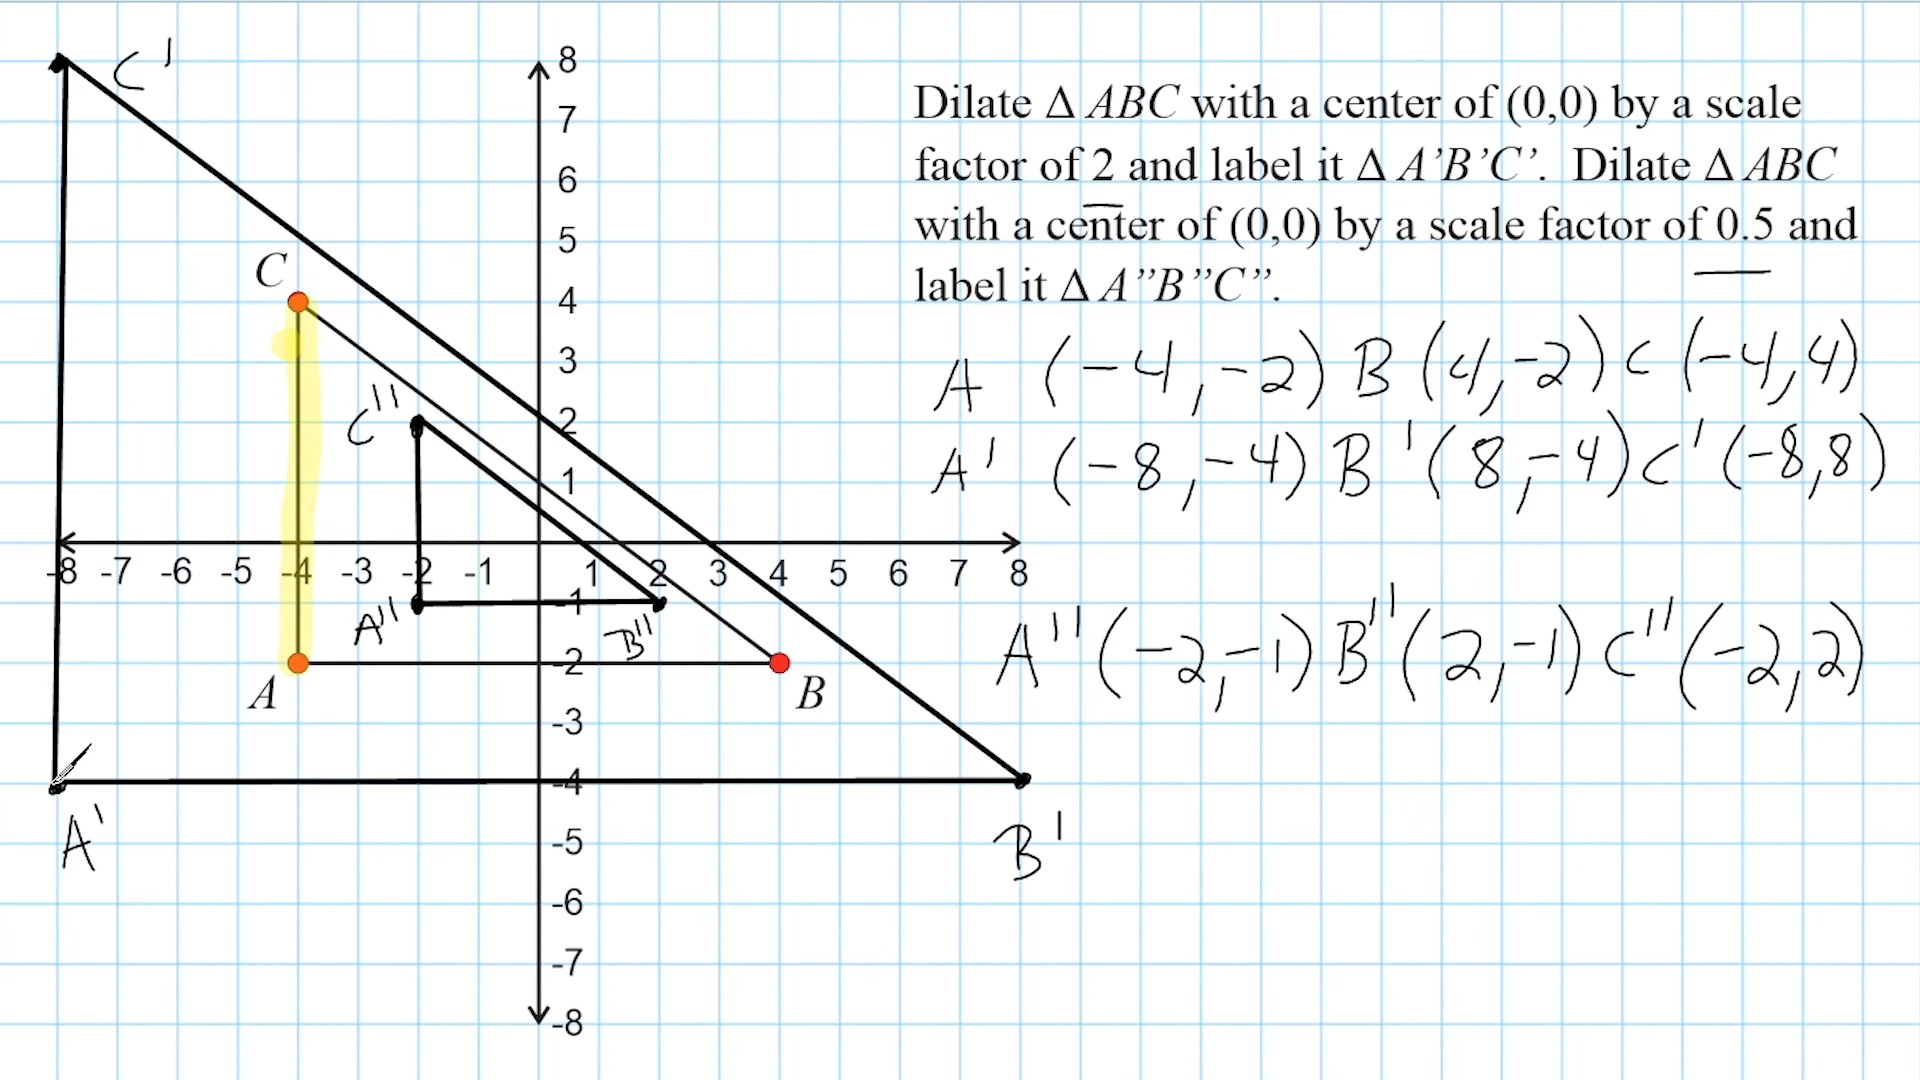 Dilate Δ ABC with a center of (0,0) by a scale
factor of 2 and label it Δ A’B’C’. Dilate Δ ABC
with a center of (0,0) by a scale factor of 0.5 and
label it Δ A”B”C”.
A (-4,-2) B (4,-2) C (-4,4)
A' (-8,-4) B' (8,-4) C' (-8,8)
A" (-2,-1) B" (2,-1) C" (-2,2)
C'
8
7
6
5
C
4
3
C"
2
1
-8 -7 -6 -5 -4 -3 -2 -1 1 2 3 4 5 6 7 8
-1
A" B"
-2
A B
-3
-4
A' B'
-5
-6
-7
-8